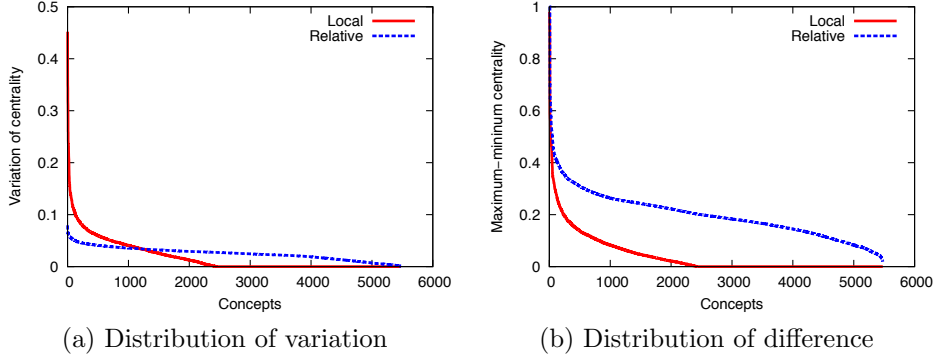 0.5
0.4
0.3
0.2
0.1
0
0 1000 2000 3000 4000 5000 6000
Variation of centrality
Concepts
Local
Relative
(a) Distribution of variation
1
0.8
0.6
0.4
0.2
0
0 1000 2000 3000 4000 5000 6000
Maximum-mininum centrality
Concepts
Local
Relative
(b) Distribution of difference